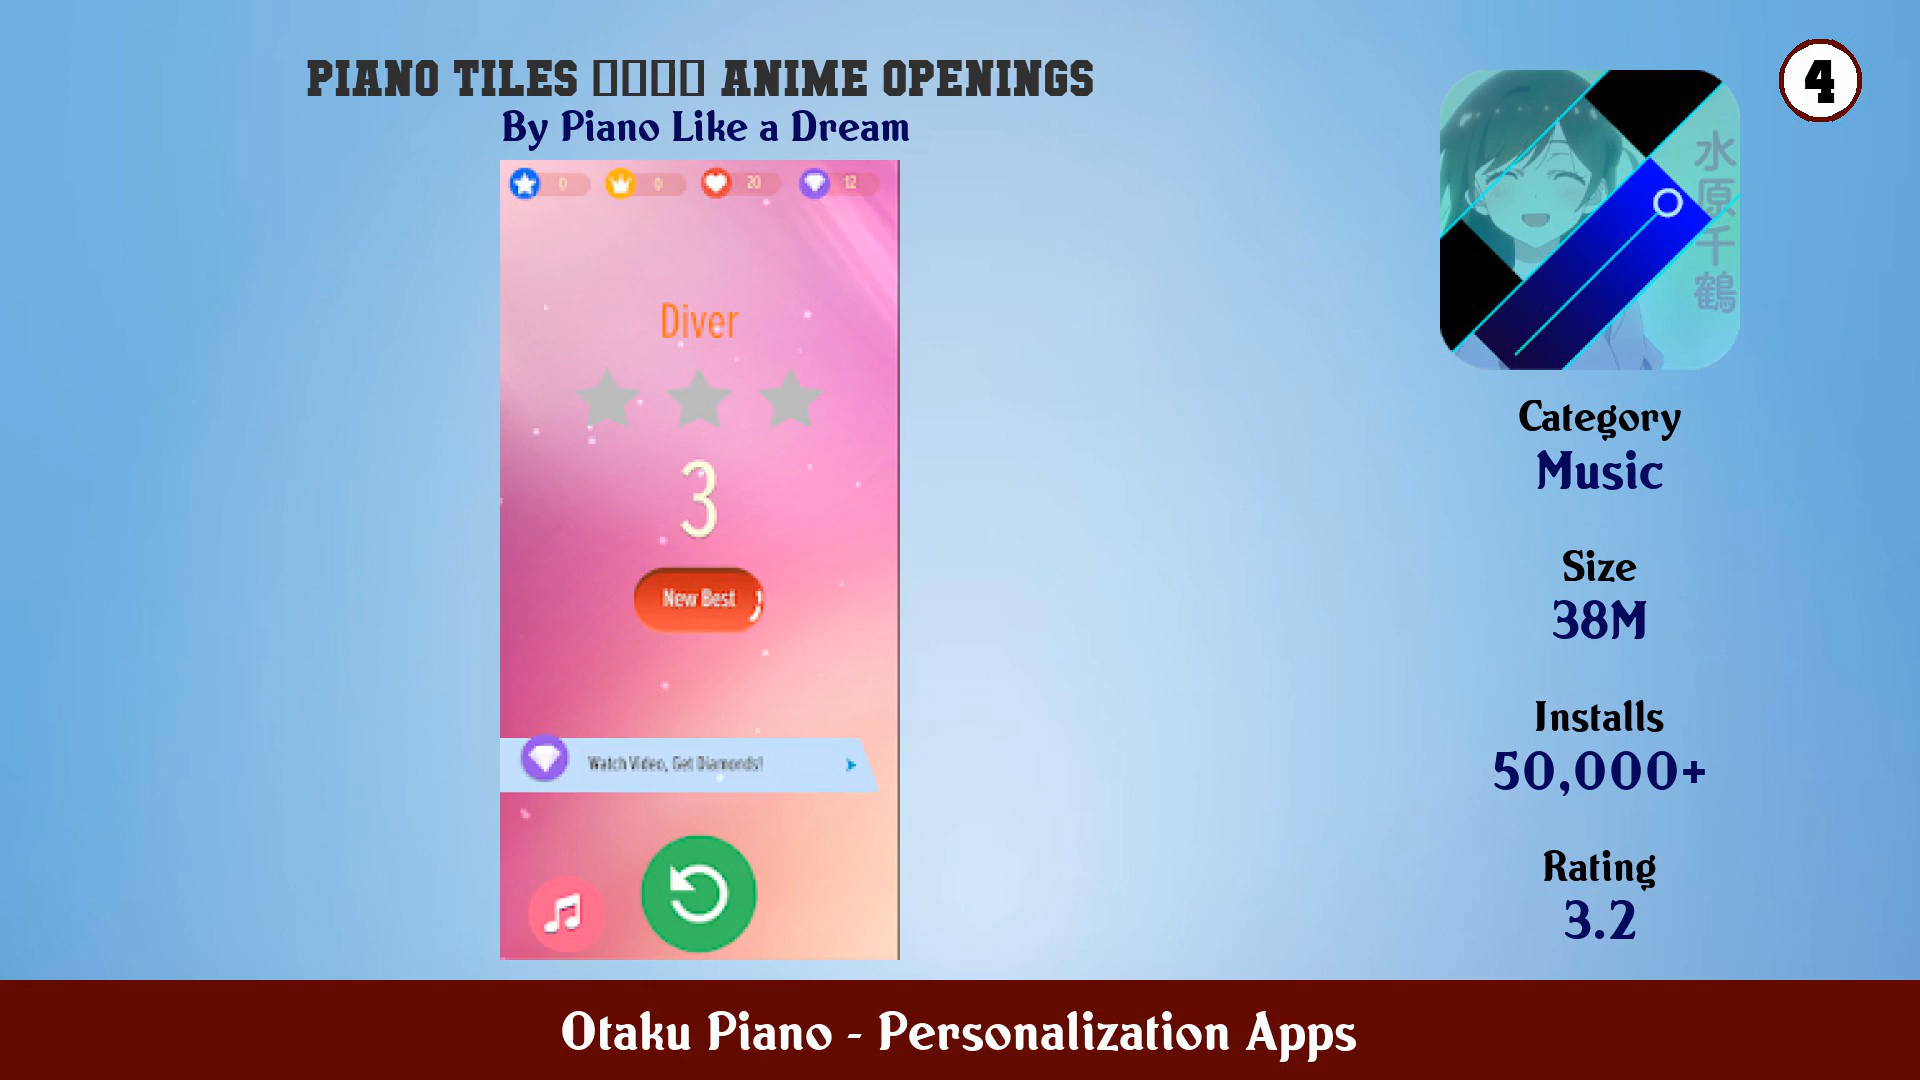 PIANO TILES □□□□ ANIME OPENINGS
By Piano Like a Dream
4
0
0
20
12
Diver
3
New Best
Watch Video, Get Diamonds!
水原千鶴
Category
Music
Size
38M
Installs
50,000+
Rating
3.2
Otaku Piano - Personalization Apps